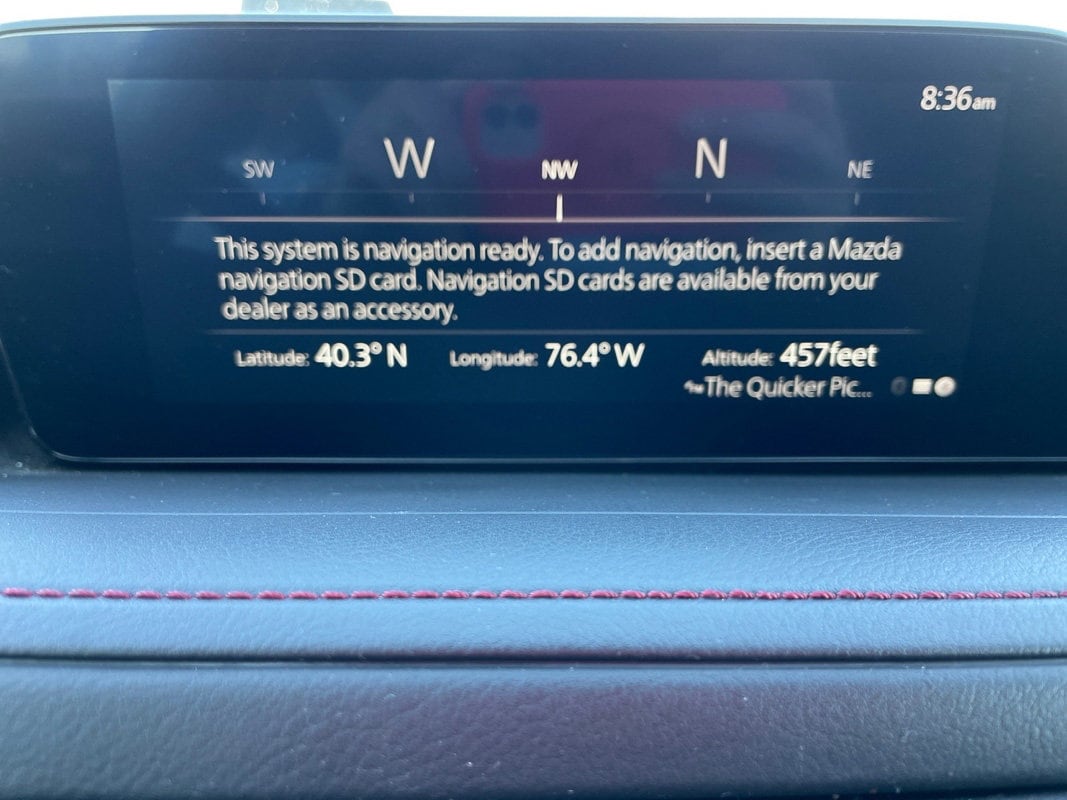 8:36am
SW W NW N NE
This system is navigation ready. To add navigation, insert a Mazda
navigation SD card. Navigation SD cards are available from your
dealer as an accessory.
Latitude: 40.3° N Longitude: 76.4° W Altitude: 457feet
The Quicker Pic...